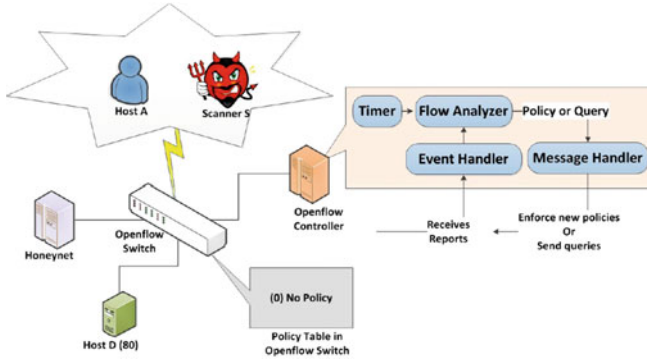 Host A
Scanner S
Timer
Flow Analyzer
Policy or Query
Event Handler
Message Handler
Openflow
Controller
Receives
Reports
Enforce new policies
Or
Send queries
Honeynet
Openflow
Switch
(0) No Policy
Policy Table in
Openflow Switch
Host D (80)